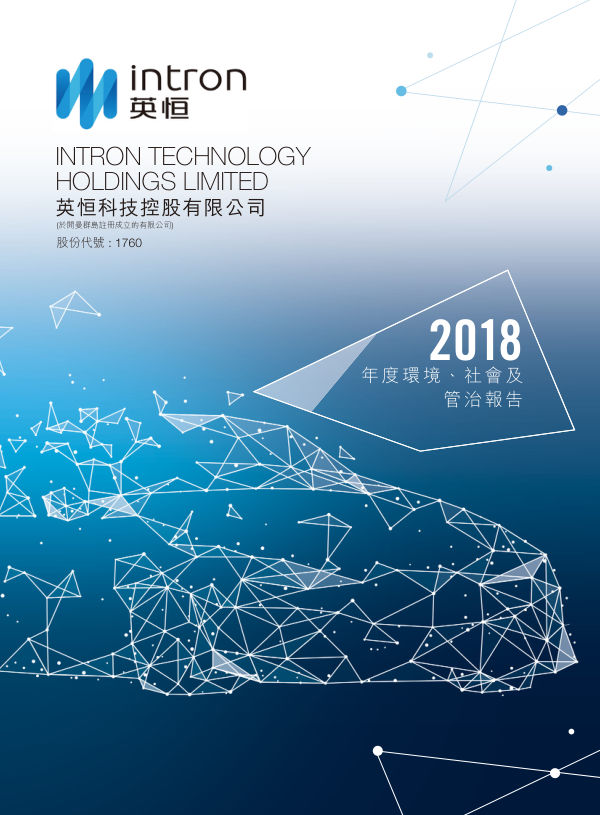 intron
英恒
INTRON TECHNOLOGY
HOLDINGS LIMITED
英恒科技控股有限公司
(於開曼群島註冊成立的有限公司)
股份代號 : 1760
2018
年度環境、社會及
管治報告